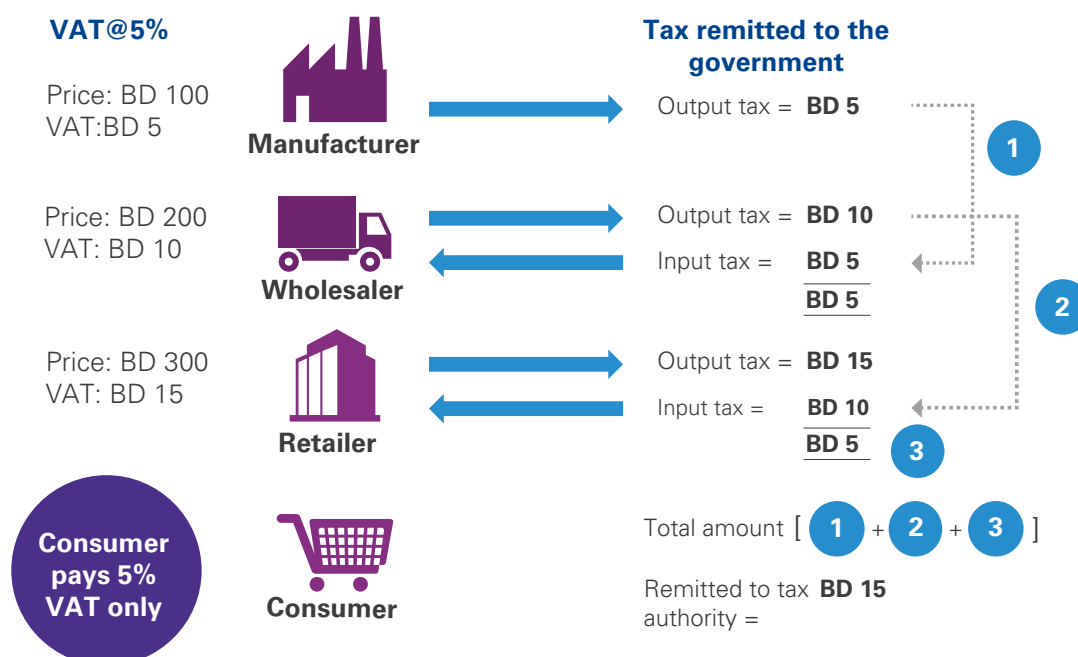 VAT@5%
Tax remitted to the
government
Price: BD 100
VAT:BD 5
Manufacturer
Output tax = BD 5
1
Price: BD 200
VAT: BD 10
Wholesaler
Output tax = BD 10
Input tax = BD 5
BD 5
2
Price: BD 300
VAT: BD 15
Retailer
Output tax = BD 15
Input tax = BD 10
BD 5
3
Consumer
pays 5%
VAT only
Consumer
Total amount [ 1 + 2 + 3 ]
Remitted to tax BD 15
authority =